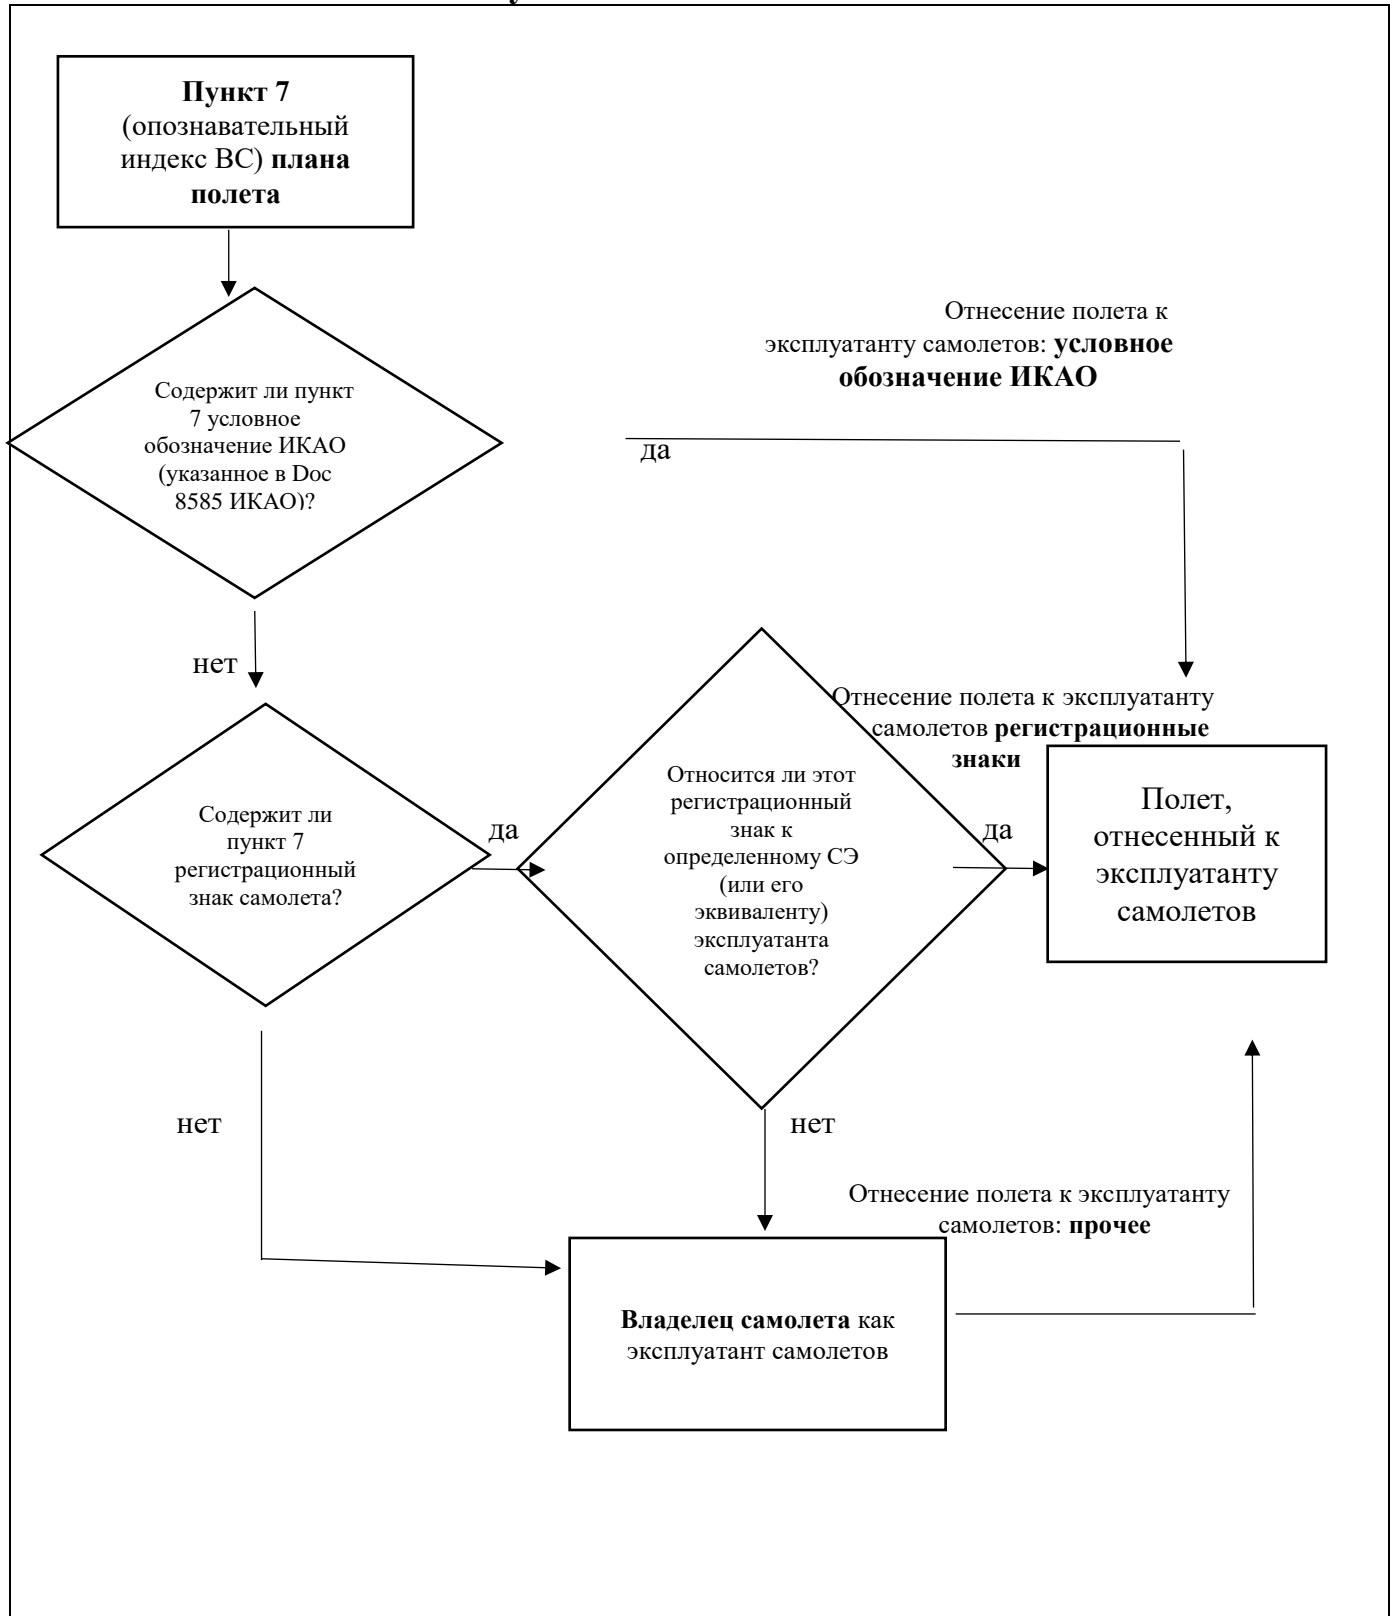 Пункт 7
(опознавательный
индекс ВС) плана
полета
Отнесение полета к
эксплуатанту самолетов: условное
обозначение ИКАО
Содержит ли пункт
7 условное
обозначение ИКАО
(указанное в Doc
8585 ИКАО)?
да
нет
Отнесение полета к эксплуатанту
самолетов регистрационные
знаки
Содержит ли
пункт 7
регистрационный
знак самолета?
да
Относится ли этот
регистрационный
знак к
определенному СЭ
(или его
эквиваленту)
эксплуатанта
самолетов?
да
Полет,
отнесенный к
эксплуатанту
самолетов
нет
нет
Отнесение полета к эксплуатанту
самолетов: прочее
Владелец самолета как
эксплуатант самолетов